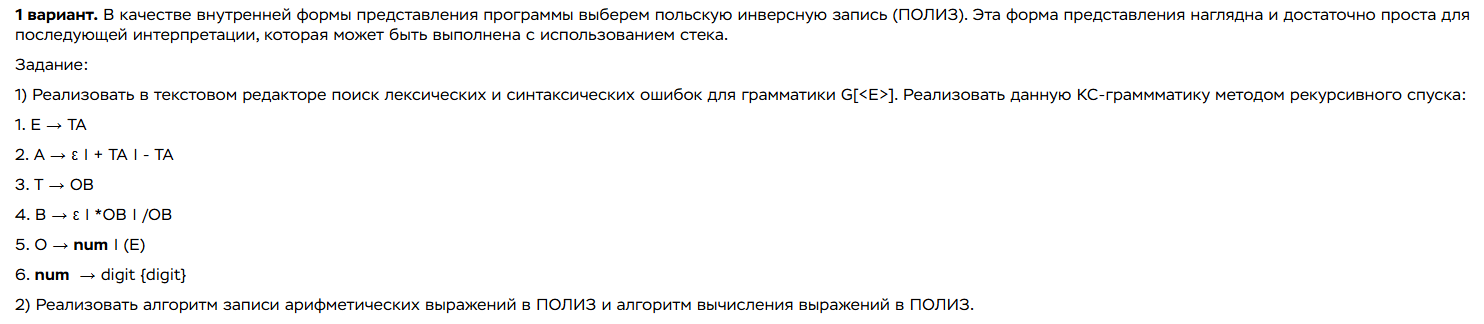 1 вариант. В качестве внутренней формы представления программы выберем польскую инверсную запись (ПОЛИЗ). Эта форма представления наглядна и достаточно проста для
последующей интерпретации, которая может быть выполнена с использованием стека.
Задание:
1) Реализовать в текстовом редакторе поиск лексических и синтаксических ошибок для грамматики G[<E>]. Реализовать данную КС-граммматику методом рекурсивного спуска:
1. E → TA
2. A → ε | + TA | - TA
3. T → ОВ
4. В → ε | *ОВ | /ОВ
5. О → num | (E)
6. num → digit {digit}
2) Реализовать алгоритм записи арифметических выражений в ПОЛИЗ и алгоритм вычисления выражений в ПОЛИЗ.